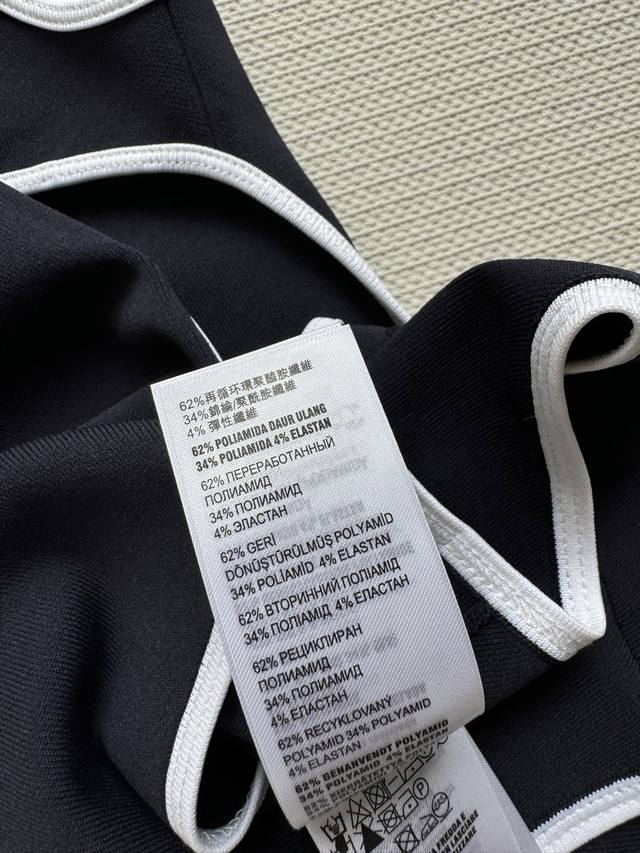 62%再循环環聚醯胺纖維
34%錦綸/聚酰胺纖維
4% 彈性纖維
62% POLIAMIDA DAUR ULANG
34% POLIAMIDA 4% ELASTAN
62% ПЕРЕРАБОТАННЫЙ
ПОЛИАМИД
34% ПОЛИАМИД
4% ЭЛАСТАН
62% GERİ
DÖNÜŞTÜRÜLMÜŞ POLYAMİD
34% POLİAMİD 4% ELASTAN
62% ВТОРИННИЙ ПОЛІАМІД
34% ПОЛІАМІД 4% ЕЛАСТАН
62% РЕЦИКЛИРАН
ПОЛИАМИД
34% ПОЛИАМИД
4% ЕЛАСТАН
62% RECYKLOVANÝ
POLYAMID 34% POLYAMID
4% ELASTAN
62% GENANVENDT POLYAMID
34% POLYAMID 4% ELASTAN
62%
FREDDA E